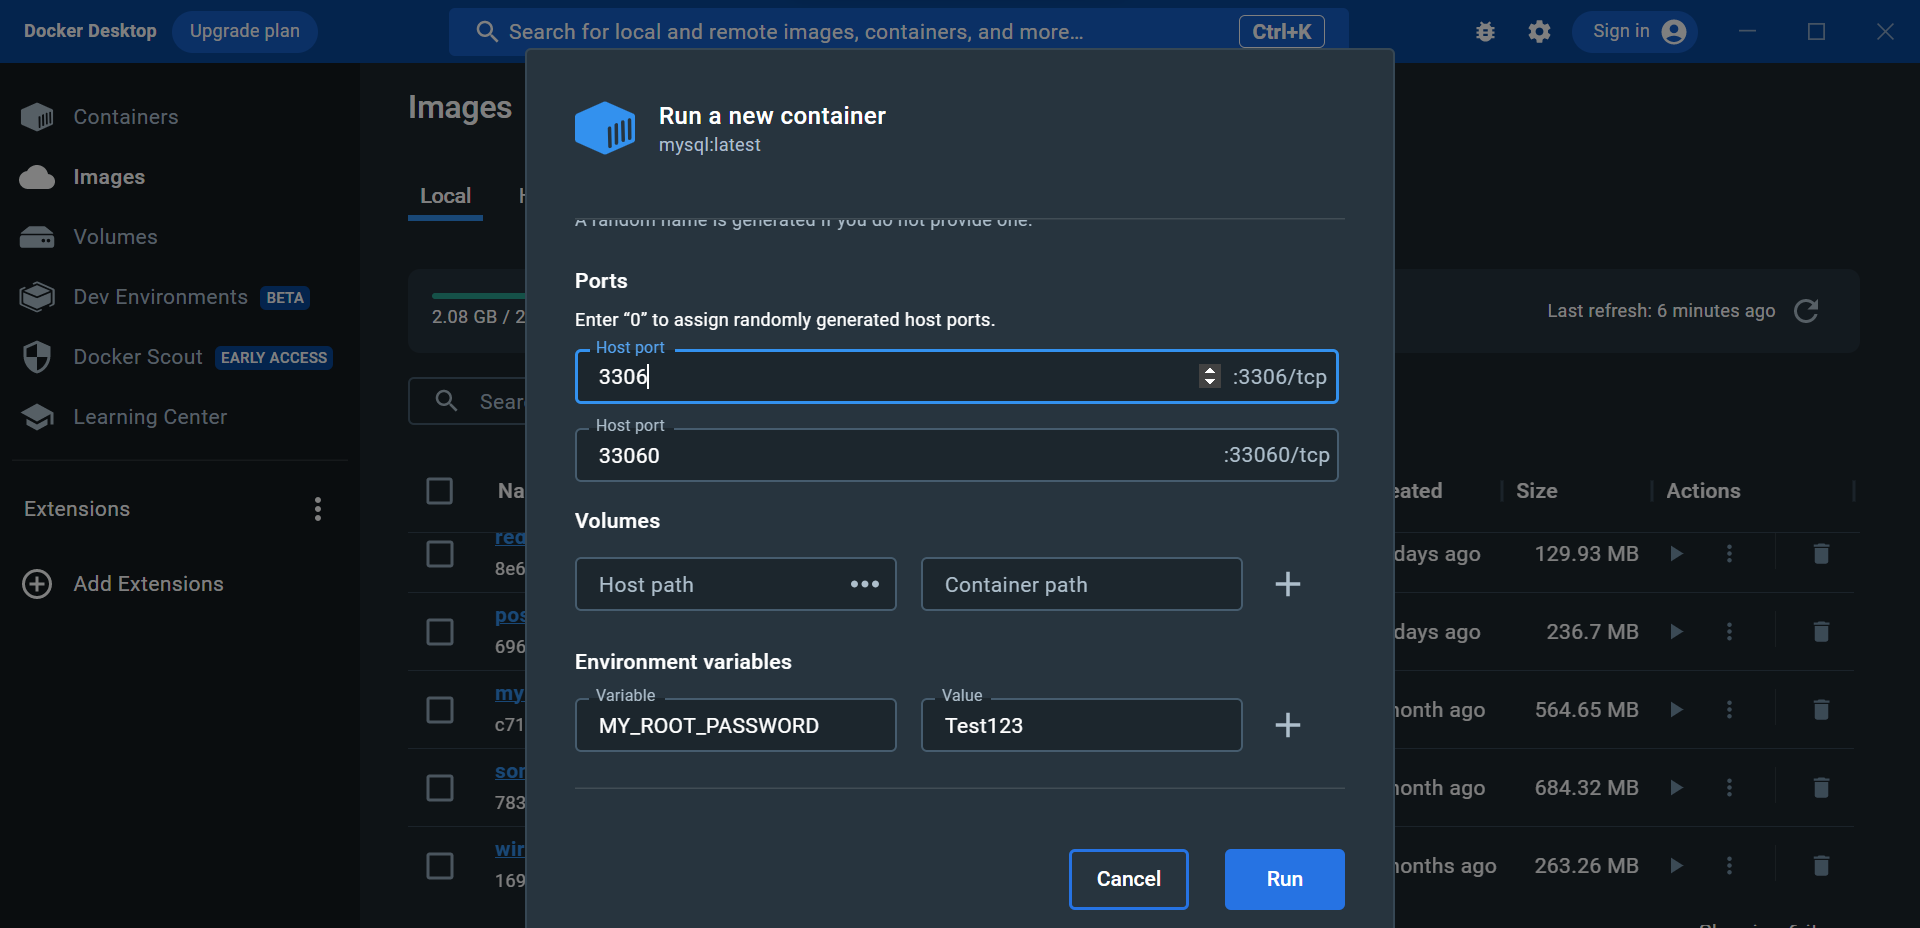 Docker Desktop
Upgrade plan
Search for local and remote images, containers, and more...
Ctrl+K
Sign in
Containers
Images
Volumes
Dev Environments BETA
Docker Scout EARLY ACCESS
Learning Center
Extensions
Add Extensions
Images
Local
2.08 GB / 2
Last refresh: 6 minutes ago
Sear
Na
eated
Size
Actions
red
8e6
days ago
129.93 MB
pos
696
days ago
236.7 MB
my
c71
onth ago
564.65 MB
son
783
onth ago
684.32 MB
wir
169
onths ago
263.26 MB
Run a new container
mysql:latest
A random name is generated if you do not provide one.
Ports
Enter “0” to assign randomly generated host ports.
Host port
3306
:3306/tcp
Host port
33060
:33060/tcp
Volumes
Host path
Container path
Environment variables
Variable
MY_ROOT_PASSWORD
Value
Test123
Cancel
Run